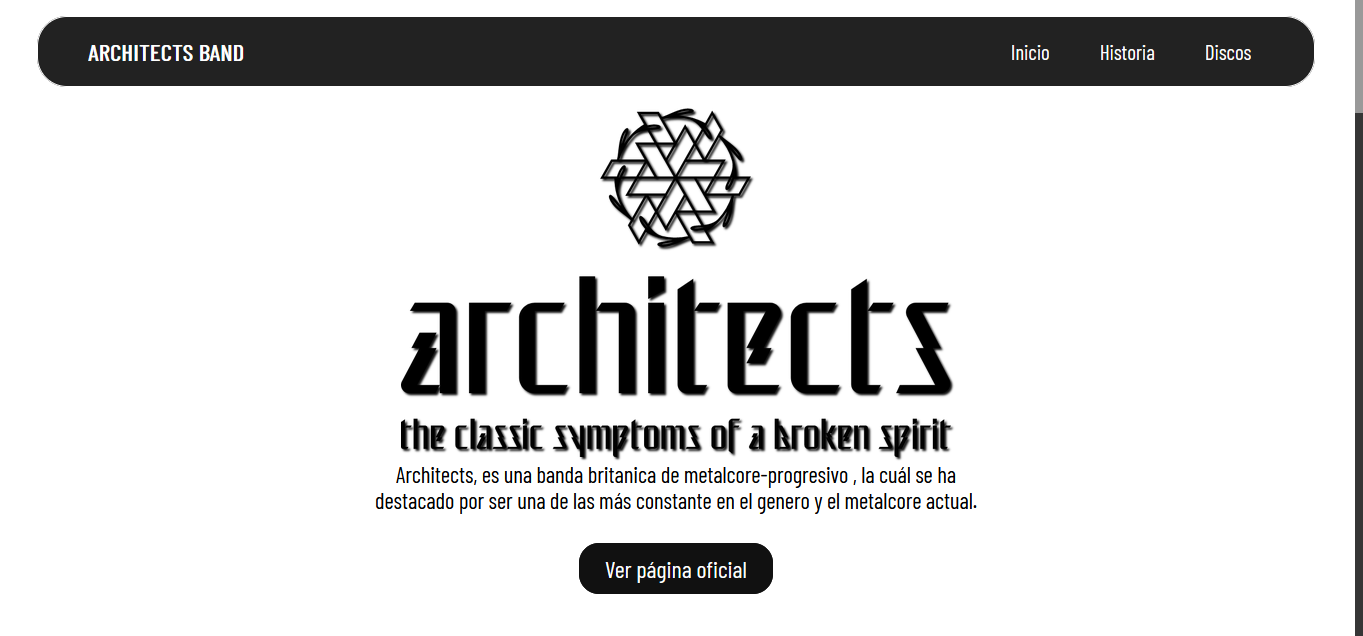 ARCHITECTS BAND
Inicio Historia Discos
architects
the classic symptoms of a broken spirit
Architects, es una banda britanica de metalcore-progresivo , la cuál se ha
destacado por ser una de las más constante en el genero y el metalcore actual.
Ver página oficial